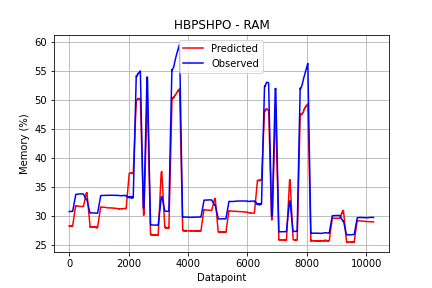 HBPSHPO - RAM
Predicted
Observed
60
55
50
45
40
35
30
25
Memory (%)
0
2000
4000
6000
8000
10000
Datapoint